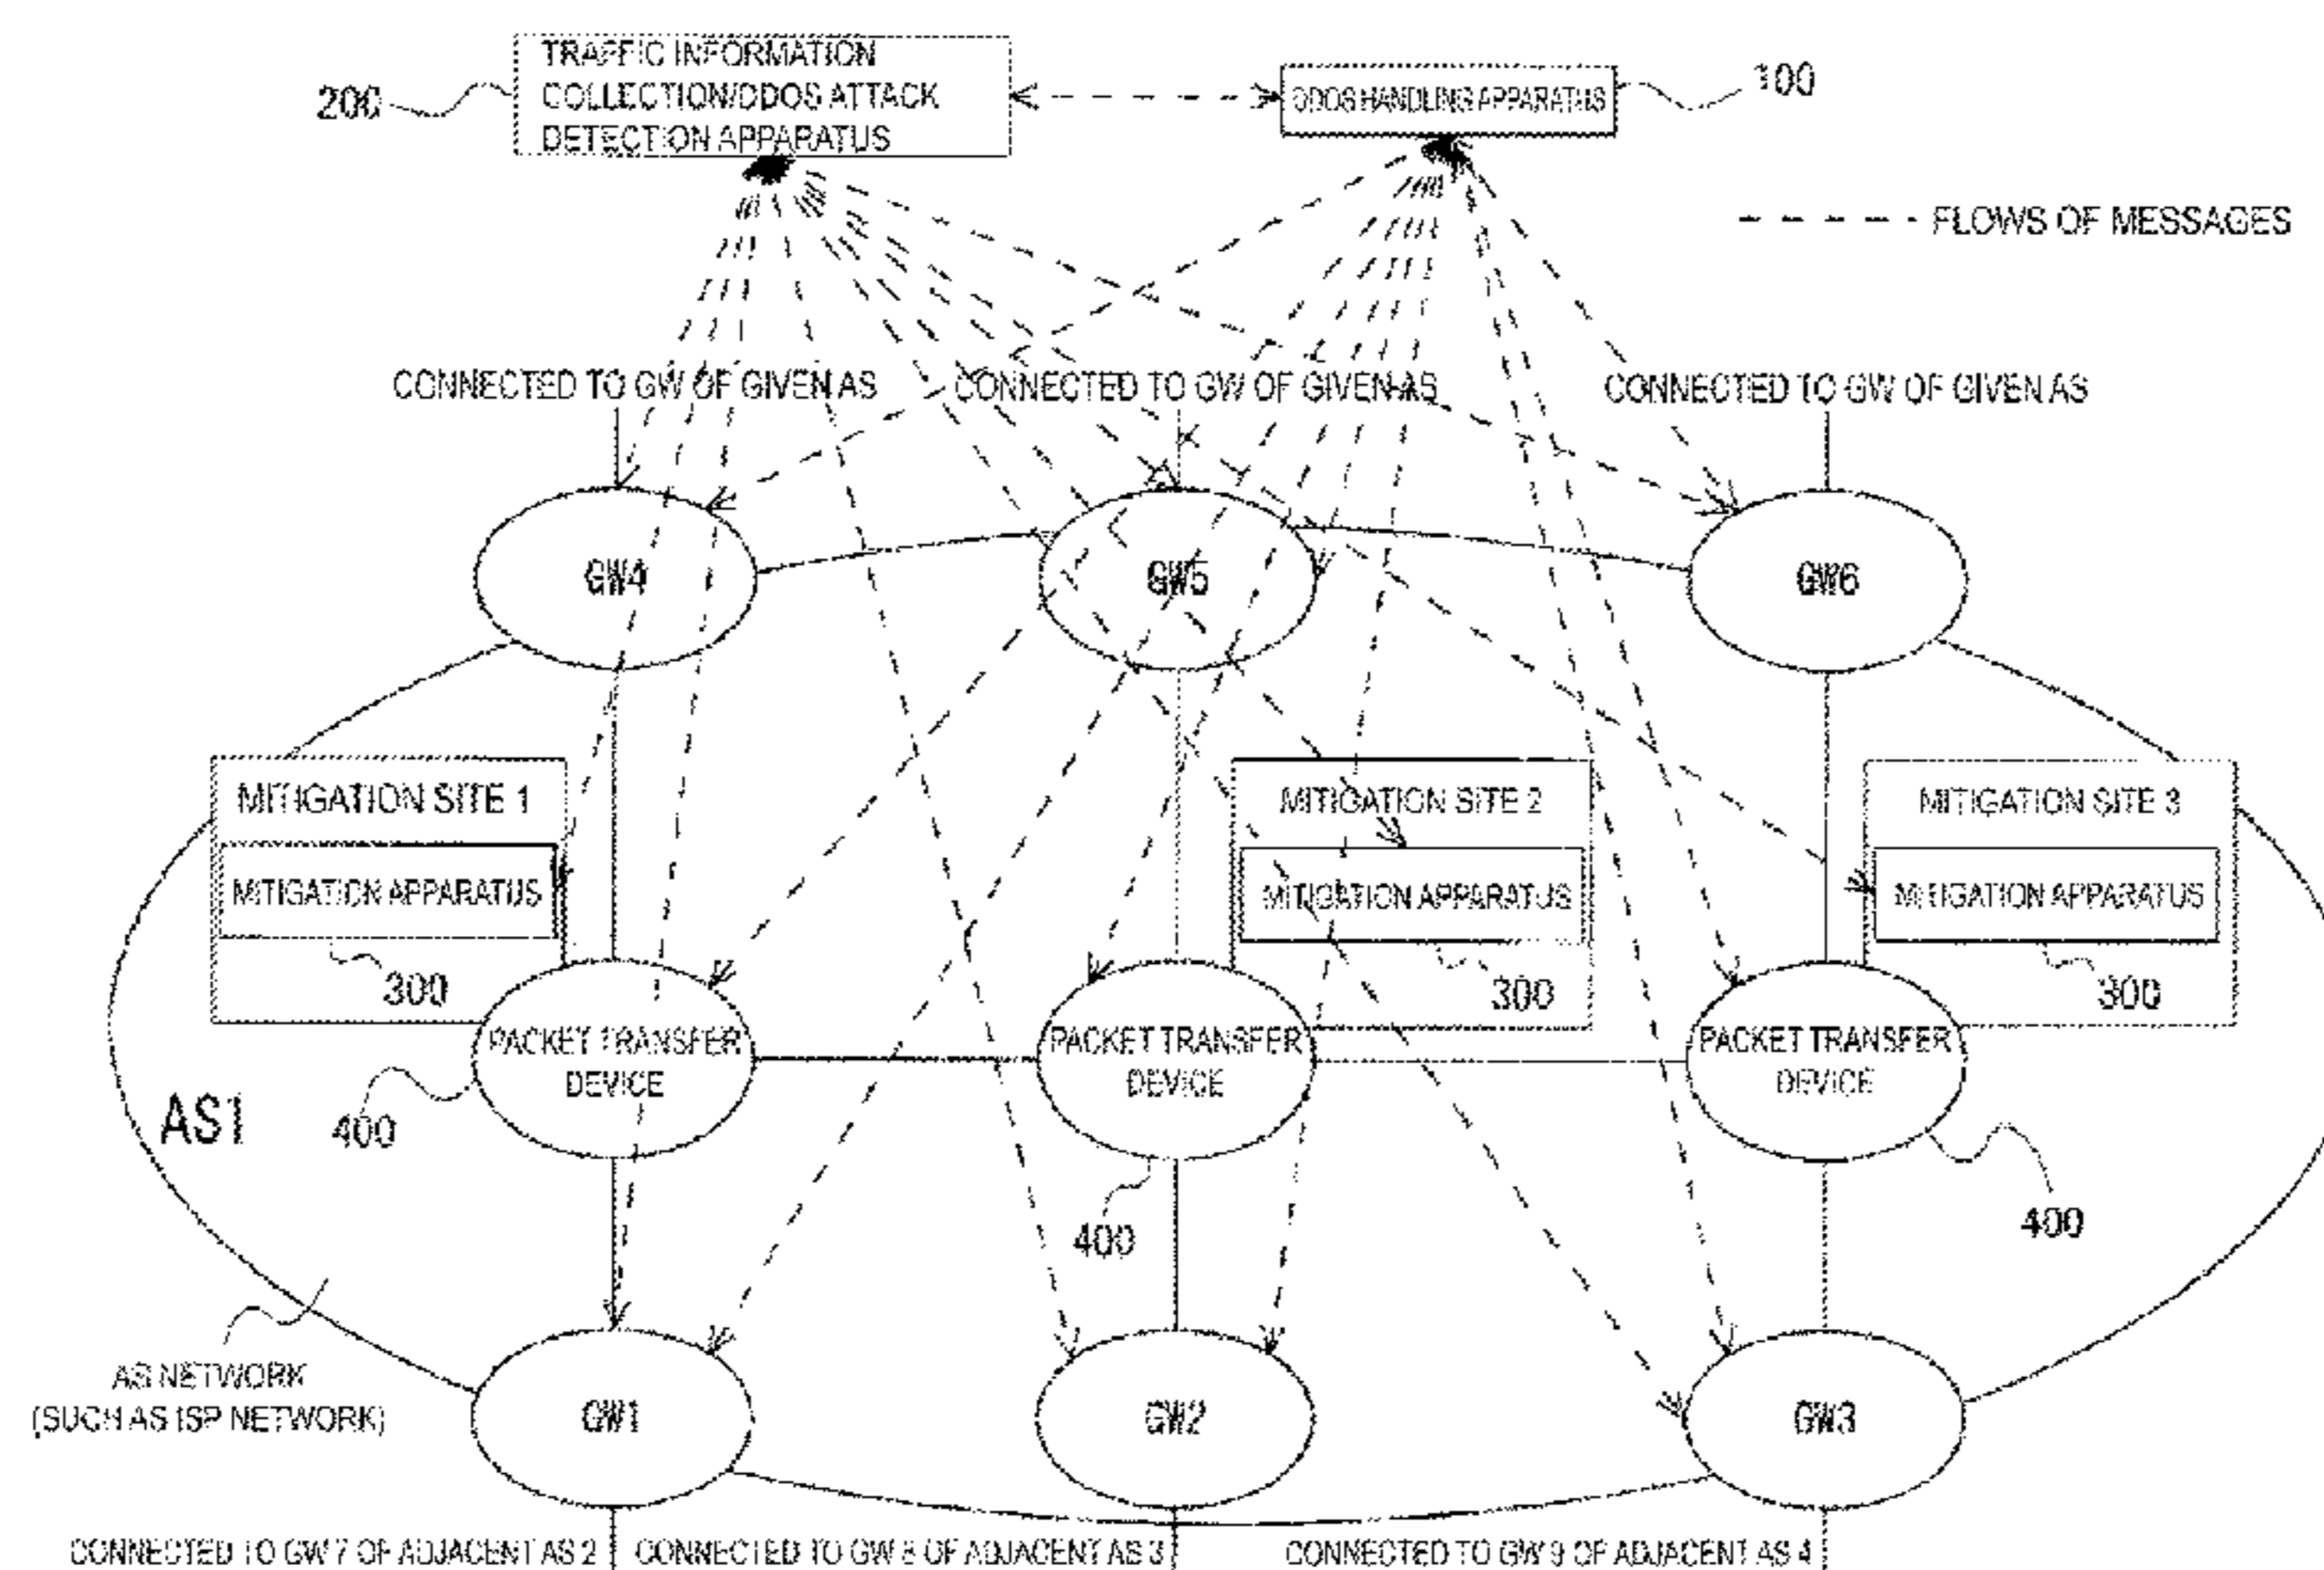 TRAFFIC INFORMATION
COLLECTION/DDOS ATTACK
DETECTION APPARATUS
200
DDOS HANDLING APPARATUS
100
FLOWS OF MESSAGES
CONNECTED TO GW OF GIVEN AS
CONNECTED TO GW OF GIVEN AS
CONNECTED TO GW OF GIVEN AS
GW4
GW5
GW6
MITIGATION SITE 1
MITIGATION APPARATUS
300
MITIGATION SITE 2
MITIGATION APPARATUS
300
MITIGATION SITE 3
MITIGATION APPARATUS
300
PACKET TRANSFER
DEVICE
400
PACKET TRANSFER
DEVICE
400
PACKET TRANSFER
DEVICE
400
AS1
AS NETWORK
(SUCH AS ISP NETWORK)
GW1
GW2
GW3
CONNECTED TO GW 7 OF ADJACENT AS 2
CONNECTED TO GW 8 OF ADJACENT AS 3
CONNECTED TO GW 9 OF ADJACENT AS 4